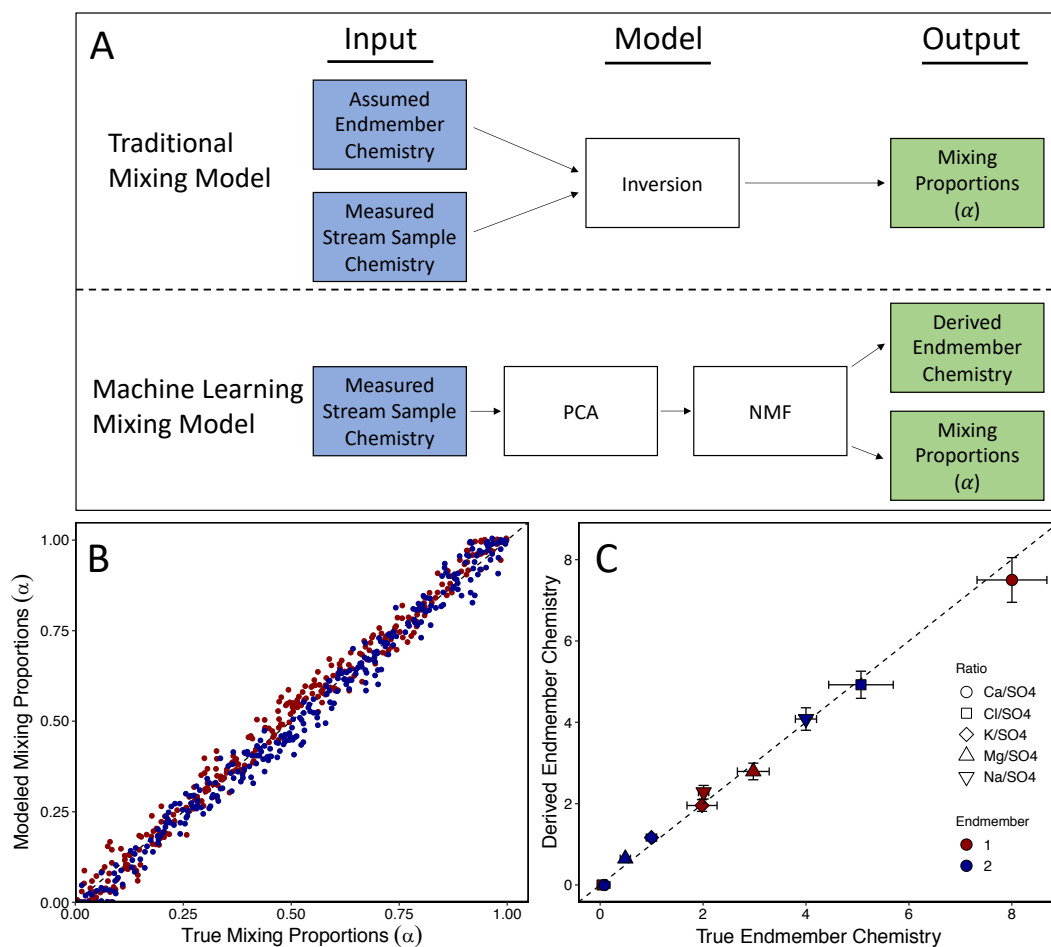 A
Input
Model
Output
Traditional
Mixing Model
Assumed
Endmember
Chemistry
Measured
Stream Sample
Chemistry
Inversion
Mixing
Proportions
(α)
Machine Learning
Mixing Model
Measured
Stream Sample
Chemistry
PCA
NMF
Derived
Endmember
Chemistry
Mixing
Proportions
(α)
B
Modeled Mixing Proportions (α)
1.00
0.75
0.50
0.25
0.00
0.00
0.25
0.50
0.75
1.00
True Mixing Proportions (α)
C
Derived Endmember Chemistry
8
6
4
2
0
0
2
4
6
8
True Endmember Chemistry
Ratio
Ca/SO4
Cl/SO4
K/SO4
Mg/SO4
Na/SO4
Endmember
1
2